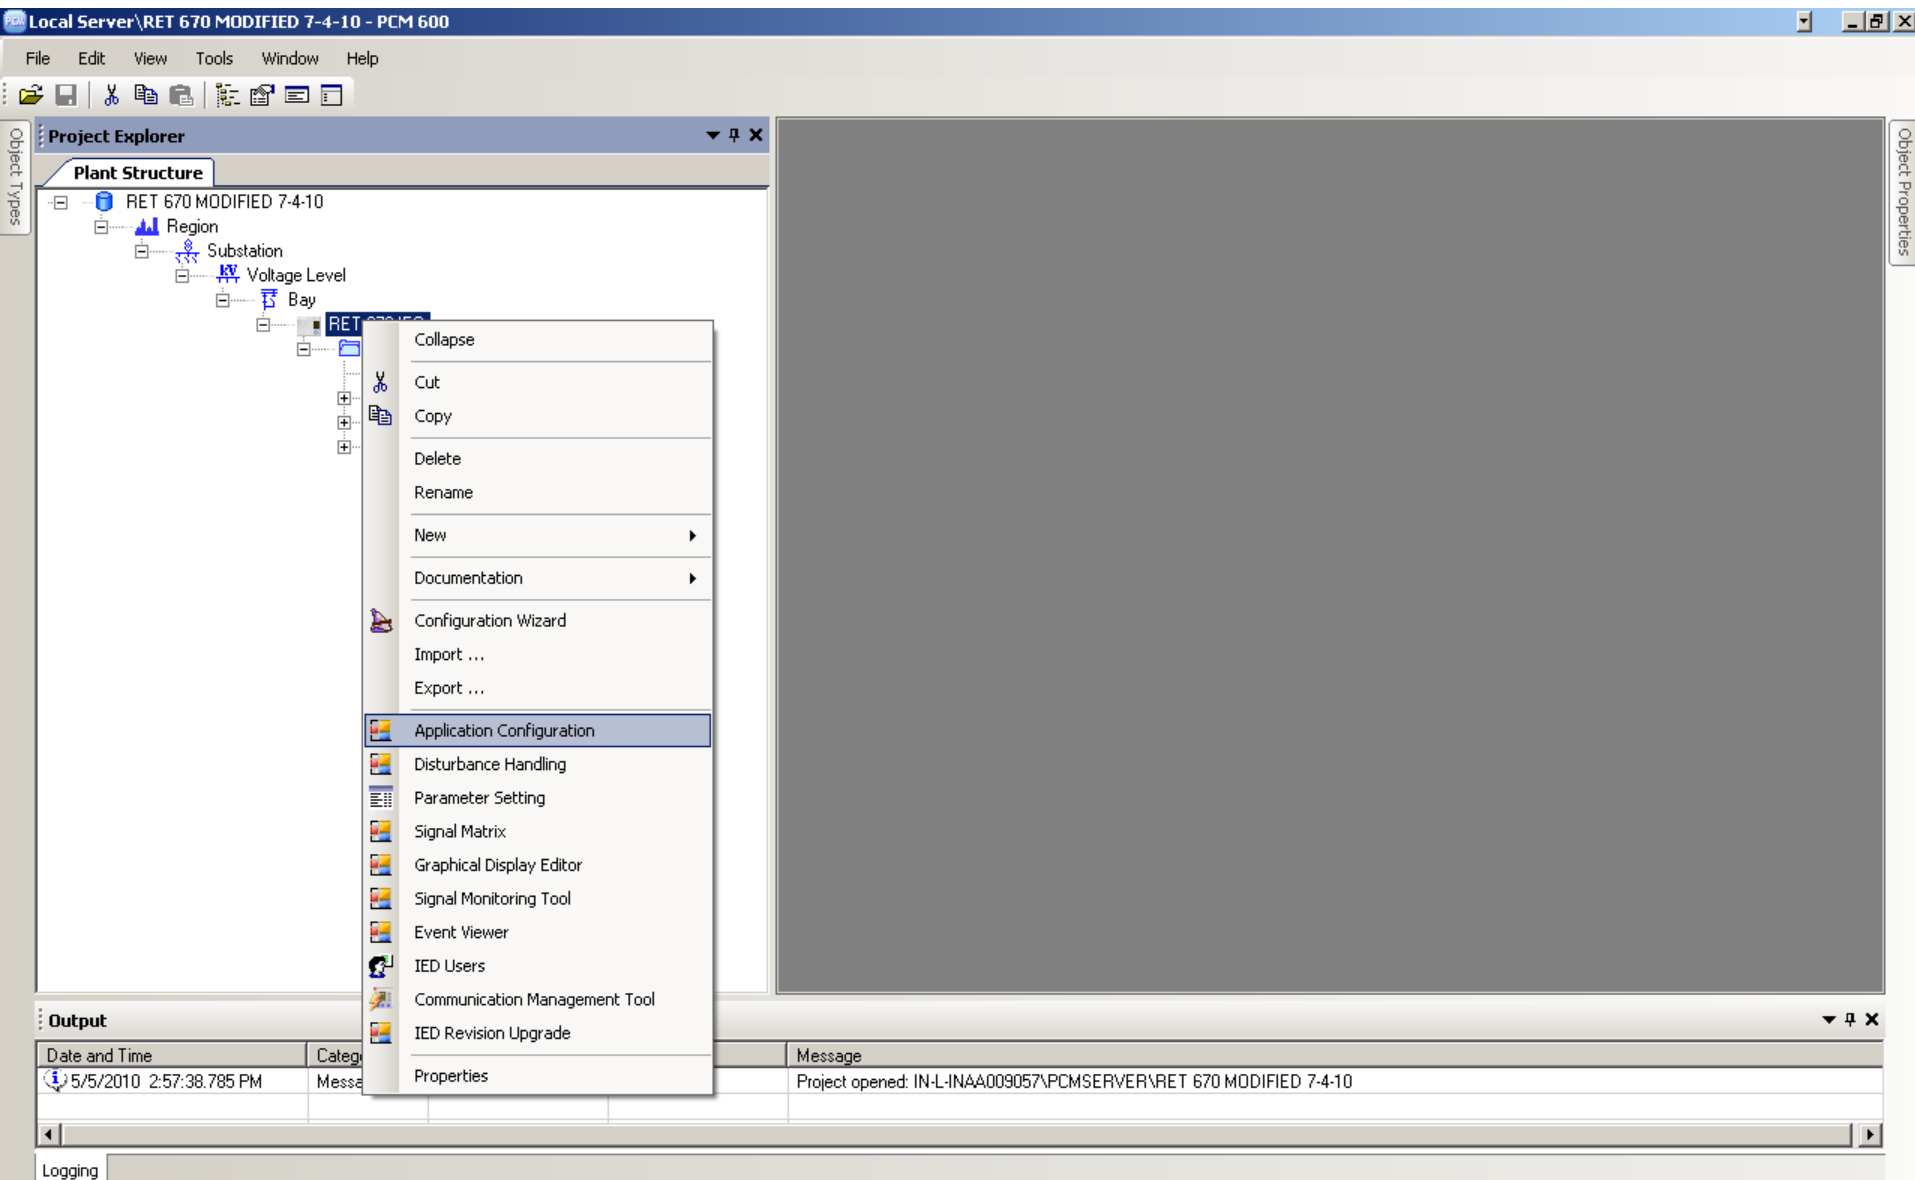 Local Server\RET 670 MODIFIED 7-4-10 - PCM 600
File Edit View Tools Window Help
Object Types
Project Explorer
Plant Structure
RET 670 MODIFIED 7-4-10
Region
Substation
Voltage Level
Bay
RET
Collapse
Cut
Copy
Delete
Rename
New
Documentation
Configuration Wizard
Import ...
Export ...
Application Configuration
Disturbance Handling
Parameter Setting
Signal Matrix
Graphical Display Editor
Signal Monitoring Tool
Event Viewer
IED Users
Communication Management Tool
IED Revision Upgrade
Properties
Object Properties
Output
Date and Time Message
5/5/2010 2:57:38.785 PM Project opened: IN-L-INAA009057\PCMSERVER\RET 670 MODIFIED 7-4-10
Logging